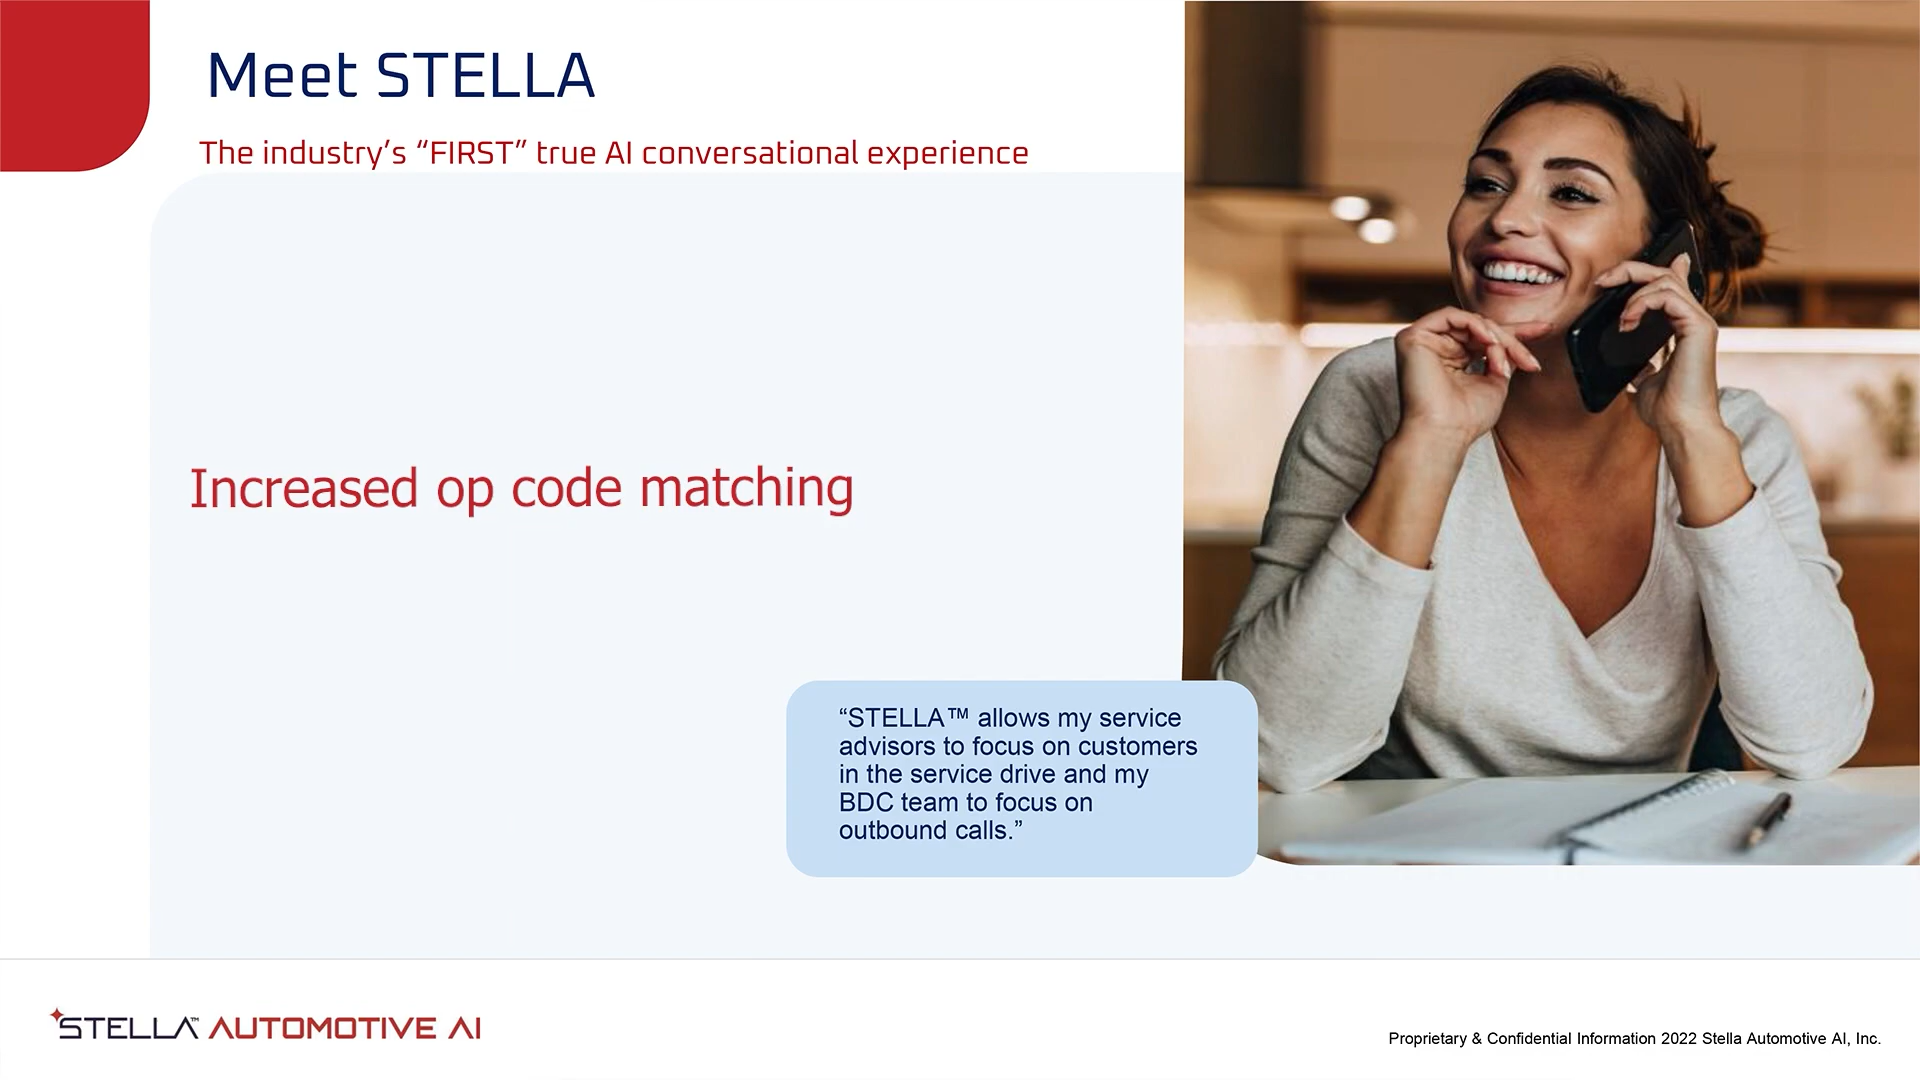 Meet STELLA
The industry’s “FIRST” true AI conversational experience
Increased op code matching
“STELLA™ allows my service
advisors to focus on customers
in the service drive and my
BDC team to focus on
outbound calls.”
STELLA™ AUTOMOTIVE AI
Proprietary & Confidential Information 2022 Stella Automotive AI, Inc.